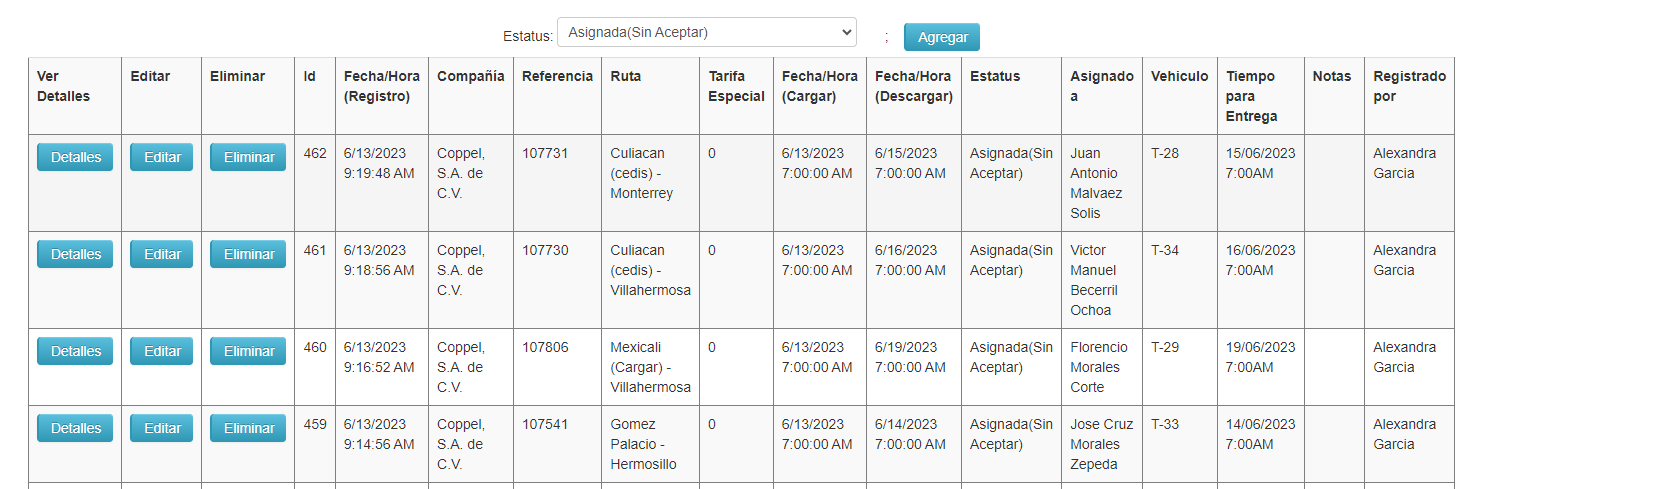 Estatus: Asignada(Sin Aceptar) ; Agregar
Ver Detalles Editar Eliminar Id Fecha/Hora (Registro) Compañía Referencia Ruta Tarifa Especial Fecha/Hora (Cargar) Fecha/Hora (Descargar) Estatus Asignado a Vehiculo Tiempo para Entrega Notas Registrado por
Detalles Editar Eliminar 462 6/13/2023 9:19:48 AM Coppel, S.A. de C.V. 107731 Culiacan (cedis) - Monterrey 0 6/13/2023 7:00:00 AM 6/15/2023 7:00:00 AM Asignada(Sin Aceptar) Juan Antonio Malvaez Solis T-28 15/06/2023 7:00AM Alexandra Garcia
Detalles Editar Eliminar 461 6/13/2023 9:18:56 AM Coppel, S.A. de C.V. 107730 Culiacan (cedis) - Villahermosa 0 6/13/2023 7:00:00 AM 6/16/2023 7:00:00 AM Asignada(Sin Aceptar) Victor Manuel Becerril Ochoa T-34 16/06/2023 7:00AM Alexandra Garcia
Detalles Editar Eliminar 460 6/13/2023 9:16:52 AM Coppel, S.A. de C.V. 107806 Mexicali (Cargar) - Villahermosa 0 6/13/2023 7:00:00 AM 6/19/2023 7:00:00 AM Asignada(Sin Aceptar) Florencio Morales Corte T-29 19/06/2023 7:00AM Alexandra Garcia
Detalles Editar Eliminar 459 6/13/2023 9:14:56 AM Coppel, S.A. de C.V. 107541 Gomez Palacio - Hermosillo 0 6/13/2023 7:00:00 AM 6/14/2023 7:00:00 AM Asignada(Sin Aceptar) Jose Cruz Morales Zepeda T-33 14/06/2023 7:00AM Alexandra Garcia